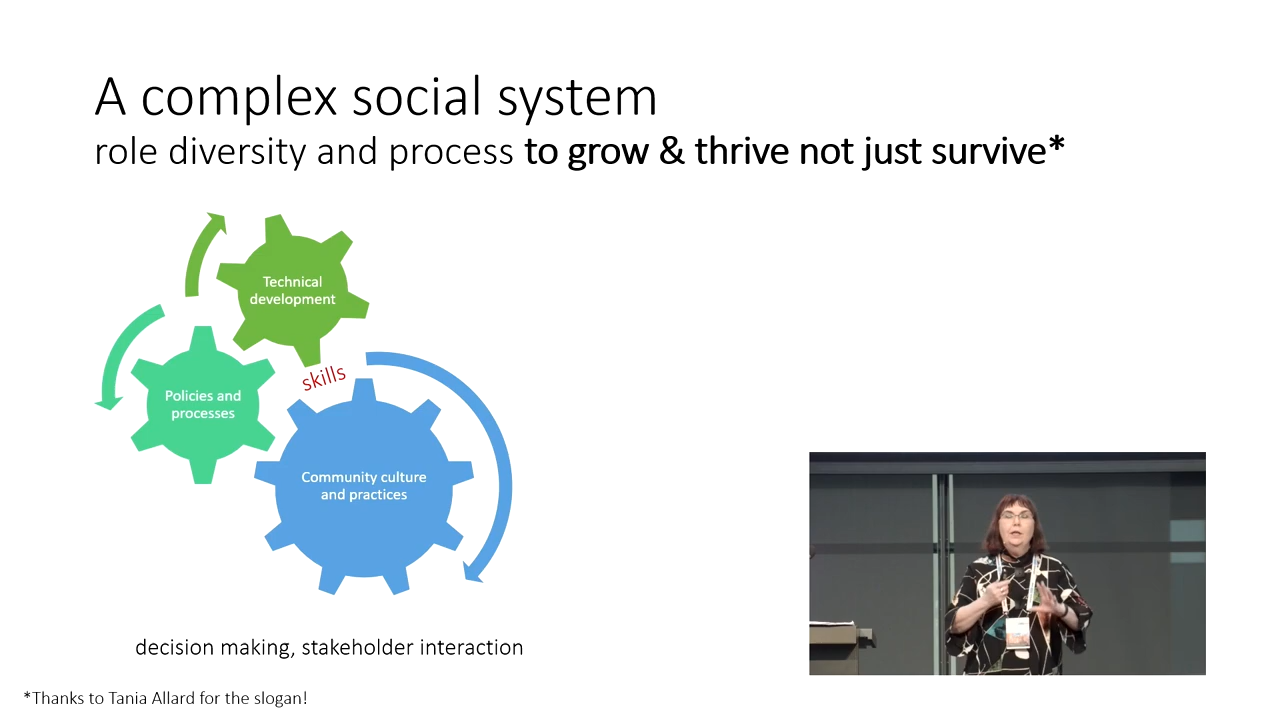 A complex social system
role diversity and process to grow & thrive not just survive*
Technical
development
Policies and
processes
skills
Community culture
and practices
decision making, stakeholder interaction
*Thanks to Tania Allard for the slogan!